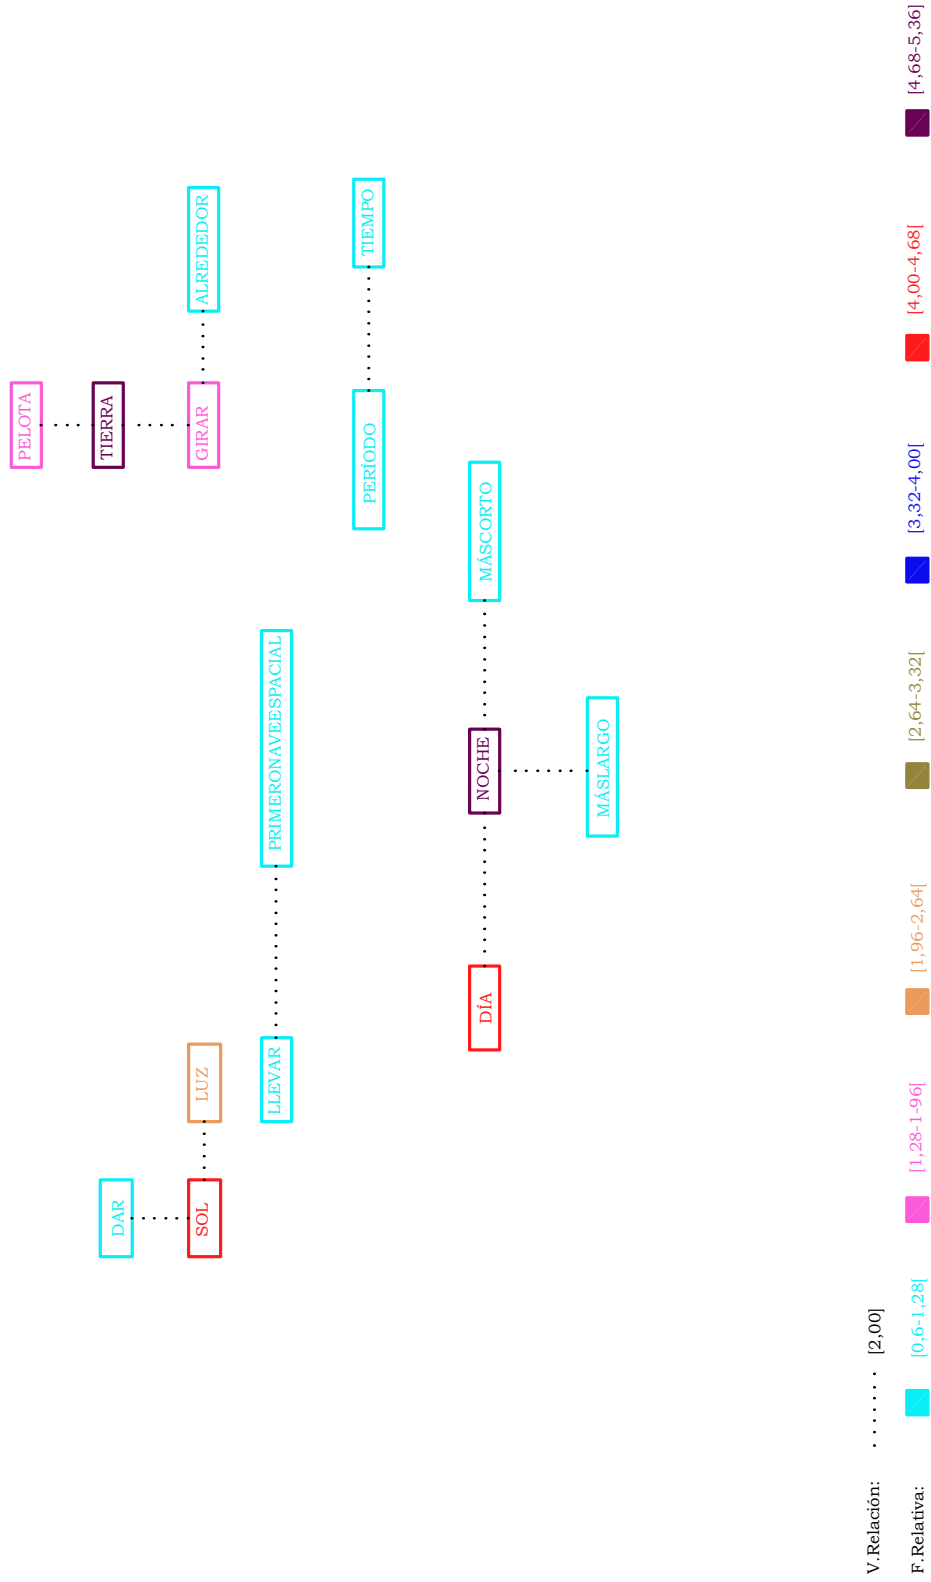 PELOTA
DAR TIERRA
SOL LUZ GIRAR ALREDEDOR
LLEVAR PRIMERONAVEESPACIAL
PERÍODO TIEMPO
DÍA NOCHE MÁSCORTO
MÁSLARGO
V.Relación: [2,00]
F.Relativa: [0,6-1,28[ [1,28-1-96[ [1,96-2,64[ [2,64-3,32[ [3,32-4,00[ [4,00-4,68[ [4,68-5,36]